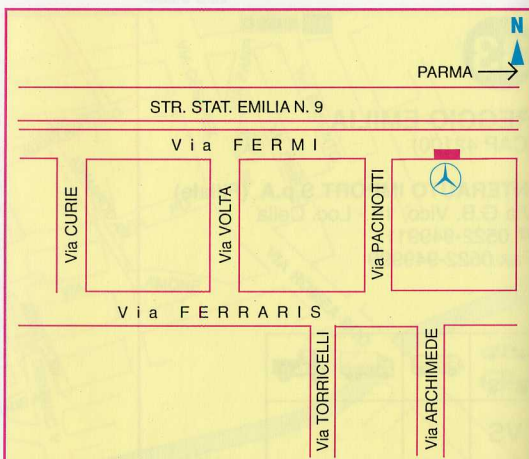 N
PARMA
STR. STAT. EMILIA N. 9
Via FERMI
Via CURIE
Via VOLTA
Via PACINOTTI
Via FERRARIS
Via TORRICELLI
Via ARCHIMEDE